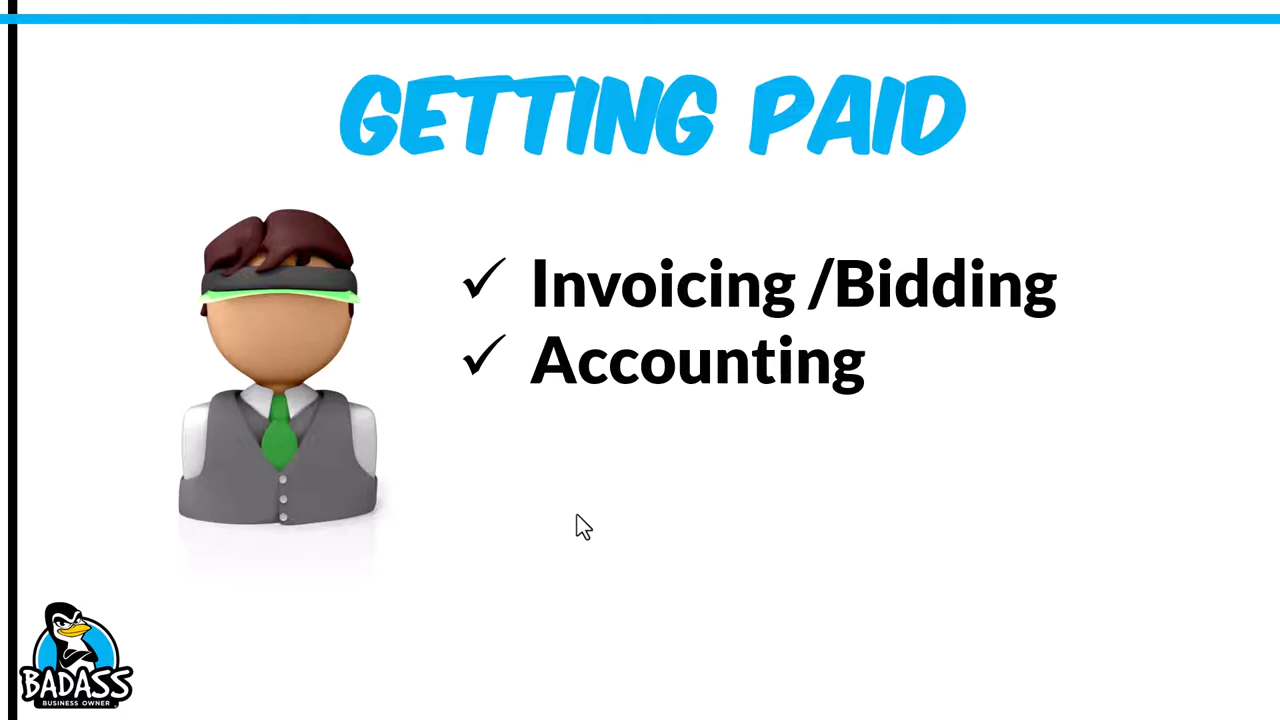 GETTING PAID
✓ Invoicing /Bidding
✓ Accounting
BADASS
BUSINESS OWNER